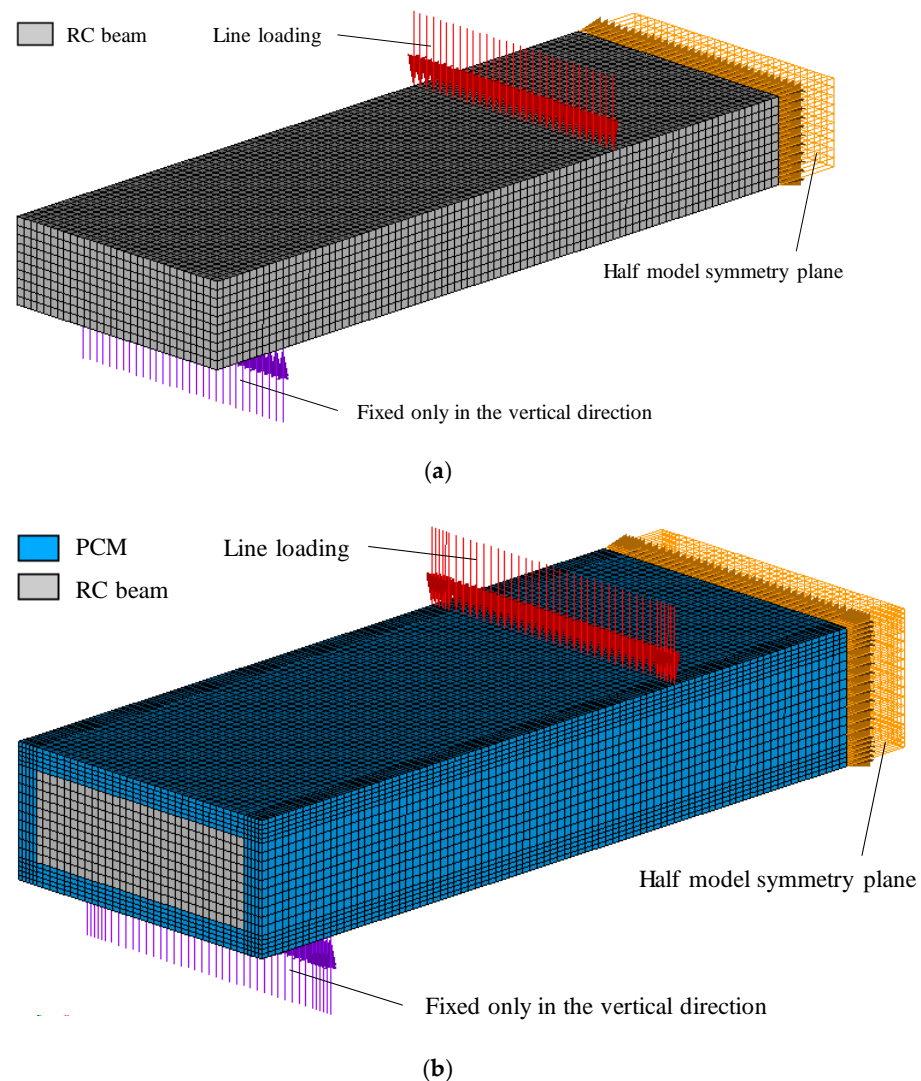 RC beam
Line loading
Half model symmetry plane
Fixed only in the vertical direction
(a)
PCM
Line loading
RC beam
Half model symmetry plane
Fixed only in the vertical direction
(b)